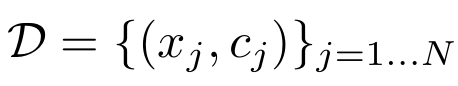 𝒟 = {(x_j, c_j)}_{j=1...N}